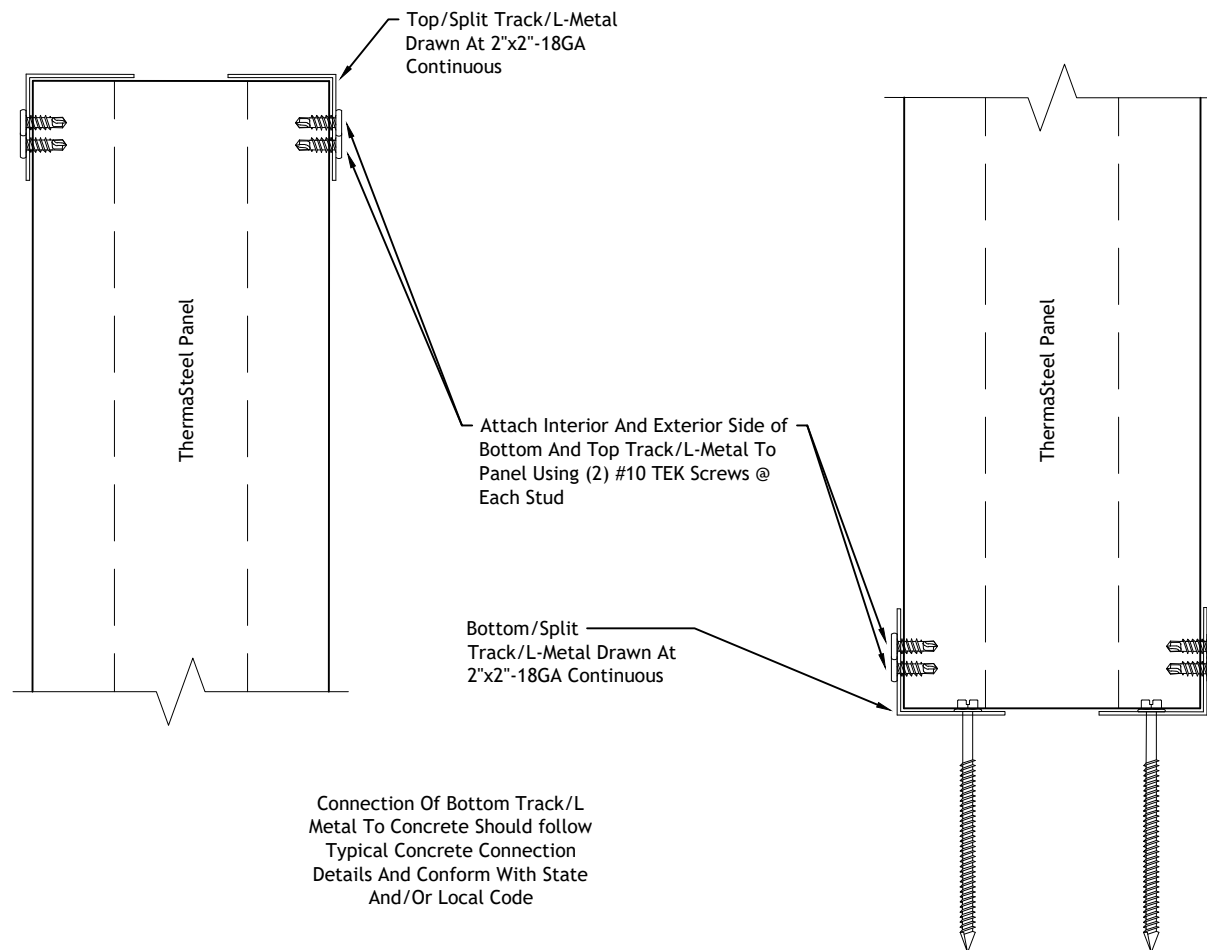 Top/Split Track/L-Metal
Drawn At 2"x2"-18GA
Continuous
ThermaSteel Panel
ThermaSteel Panel
Attach Interior And Exterior Side of
Bottom And Top Track/L-Metal To
Panel Using (2) #10 TEK Screws @
Each Stud
Bottom/Split
Track/L-Metal Drawn At
2"x2"-18GA Continuous
Connection Of Bottom Track/L
Metal To Concrete Should follow
Typical Concrete Connection
Details And Conform With State
And/Or Local Code